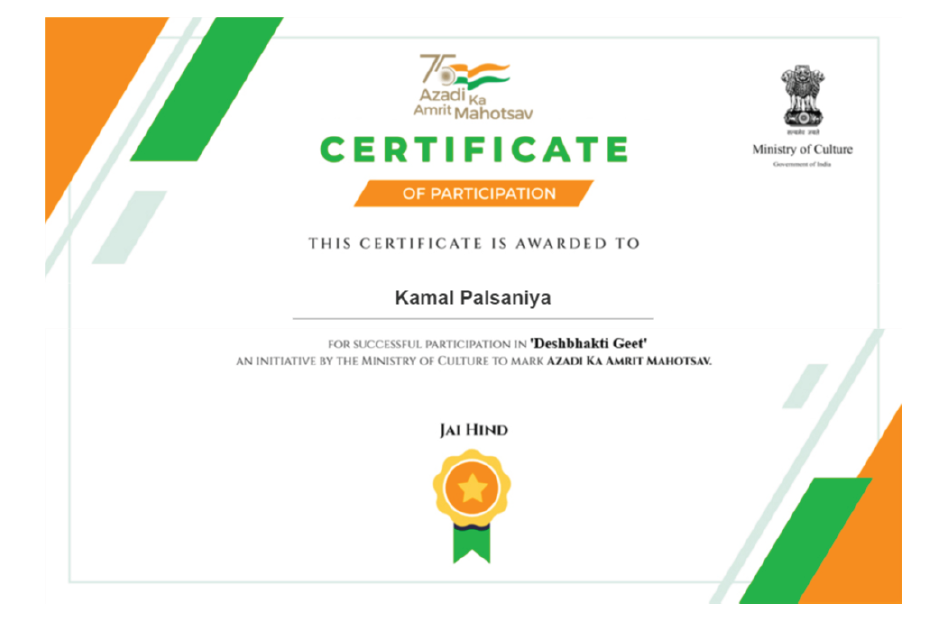 75
Azadi Ka
Amrit Mahotsav
CERTIFICATE
OF PARTICIPATION
सत्यमेव जयते
Ministry of Culture
Government of India
THIS CERTIFICATE IS AWARDED TO
Kamal Palsaniya
FOR SUCCESSFUL PARTICIPATION IN 'Deshbhakti Geet'
AN INITIATIVE BY THE MINISTRY OF CULTURE TO MARK AZADI KA AMRIT MAHOTSAV.
JAI HIND